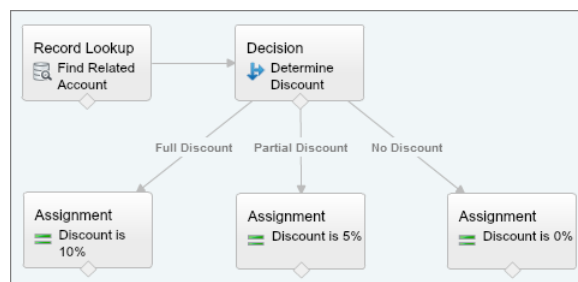 Record Lookup
Find Related
Account
Decision
Determine
Discount
Full Discount
Partial Discount
No Discount
Assignment
Discount is
10%
Assignment
Discount is 5%
Assignment
Discount is 0%